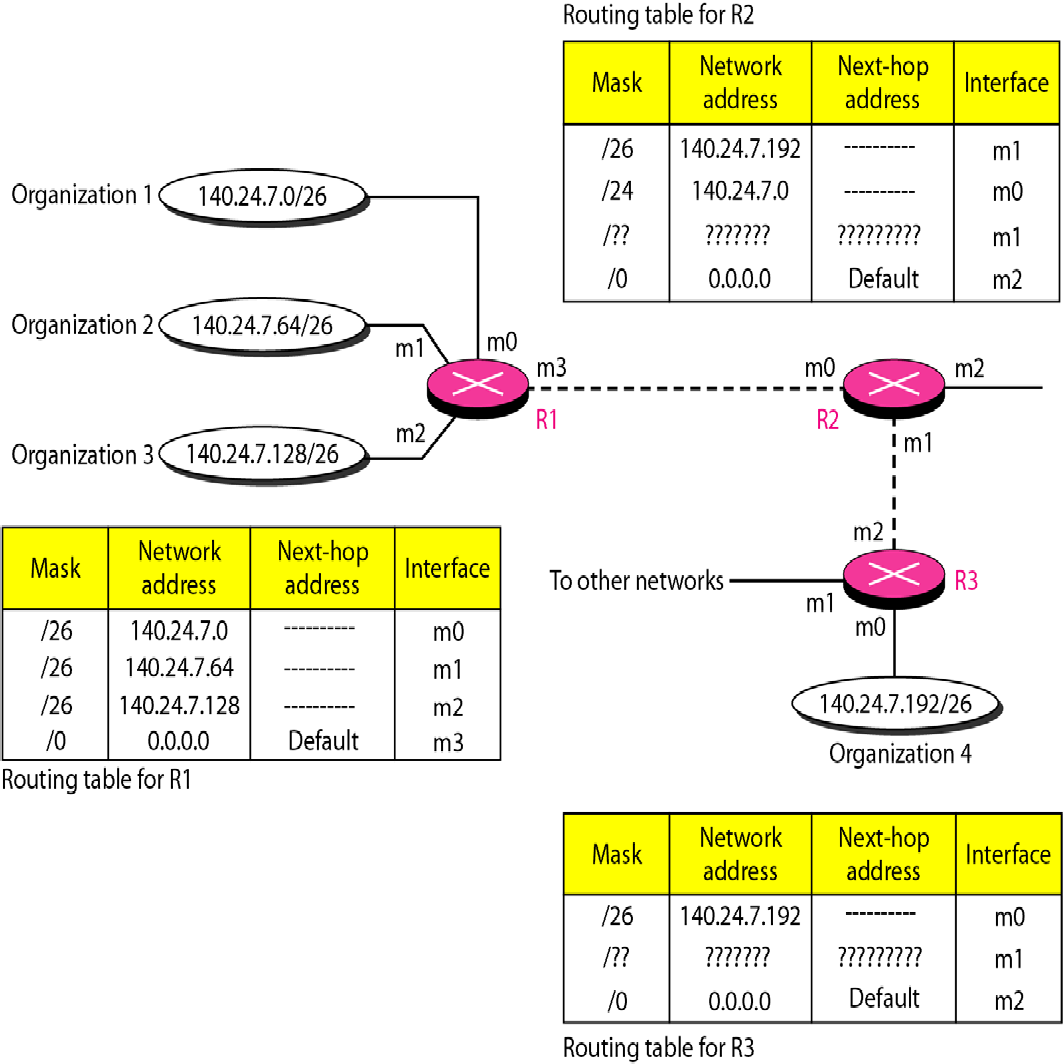 Routing table for R2
Mask Network address Next-hop address Interface
/26 140.24.7.192 ---------- m1
/24 140.24.7.0 ---------- m0
/?? ??????? ????????? m1
/0 0.0.0.0 Default m2
Organization 1 140.24.7.0/26
Organization 2 140.24.7.64/26
m1 m0 m3 m0 m2
R1 R2
m2 m1
Organization 3 140.24.7.128/26
Mask Network address Next-hop address Interface
/26 140.24.7.0 ---------- m0
/26 140.24.7.64 ---------- m1
/26 140.24.7.128 ---------- m2
/0 0.0.0.0 Default m3
Routing table for R1
m2
To other networks R3
m1
m0
140.24.7.192/26
Organization 4
Mask Network address Next-hop address Interface
/26 140.24.7.192 ---------- m0
/?? ??????? ????????? m1
/0 0.0.0.0 Default m2
Routing table for R3